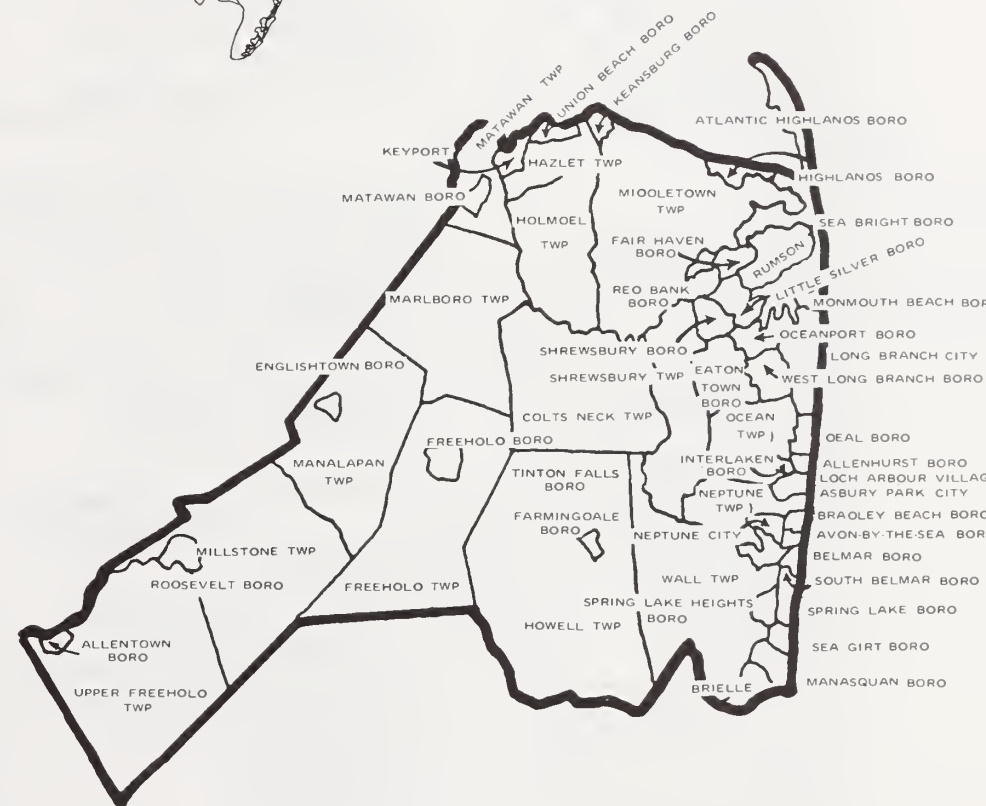 MATAWAN TWP
UNION BEACH BORO
KEANSBURG BORO
ATLANTIC HIGHLANOS BORO
KEYPORT
HAZLET TWP
HIGHLANOS BORO
MATAWAN BORO
MIOOLETOWN
TWP
HOLMOEL
TWP
SEA BRIGHT BORO
FAIR HAVEN
BORO
RUMSON
LITTLE SILVER BORO
REO BANK
BORO
MARLBORO TWP
MONMOUTH BEACH BOR
OCEANPORT BORO
SHREWSBURY BORO
LONG BRANCH CITY
ENGLISHTOWN BORO
SHREWSBURY TWP
EATON
TOWN
BORO
WEST LONG BRANCH BORO
COLTS NECK TWP
OCEAN
TWP)
FREEHOLO BORO
OEAL BORO
MANALAPAN
TWP
INTERLAKEN
BORO
ALLENHURST BORO
TINTON FALLS
BORO
LOCH ARBOUR VILLAG
ASBURY PARK CITY
NEPTUNE
TWP)
FARMINGOALE
BORO
BRAOLEY BEACH BORO
NEPTUNE CITY
AVON-BY-THE-SEA BOR
MILLSTONE TWP
BELMAR BORO
ROOSEVELT BORO
FREEHOLO TWP
WALL TWP
SOUTH BELMAR BORO
SPRING LAKE HEIGHTS
BORO
SPRING LAKE BORO
HOWELL TWP
ALLENTOWN
BORO
SEA GIRT BORO
UPPER FREEHOLO
TWP
BRIELLE
MANASQUAN BORO